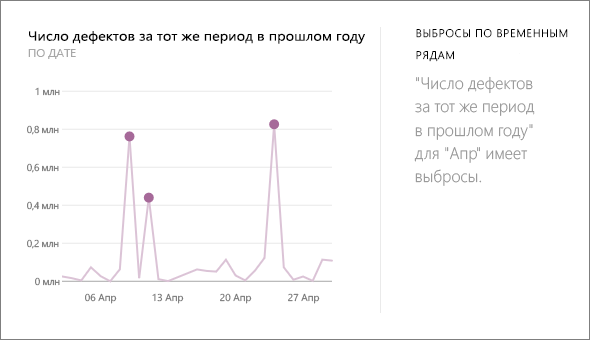 Число дефектов за тот же период в прошлом году
ПО ДАТЕ
1 млн
0,8 млн
0,6 млн
0,4 млн
0,2 млн
0 млн
06 Апр 13 Апр 20 Апр 27 Апр
ВЫБРОСЫ ПО ВРЕМЕННЫМ
РЯДАМ
"Число дефектов
за тот же период
в прошлом году"
для "Апр" имеет
выбросы.